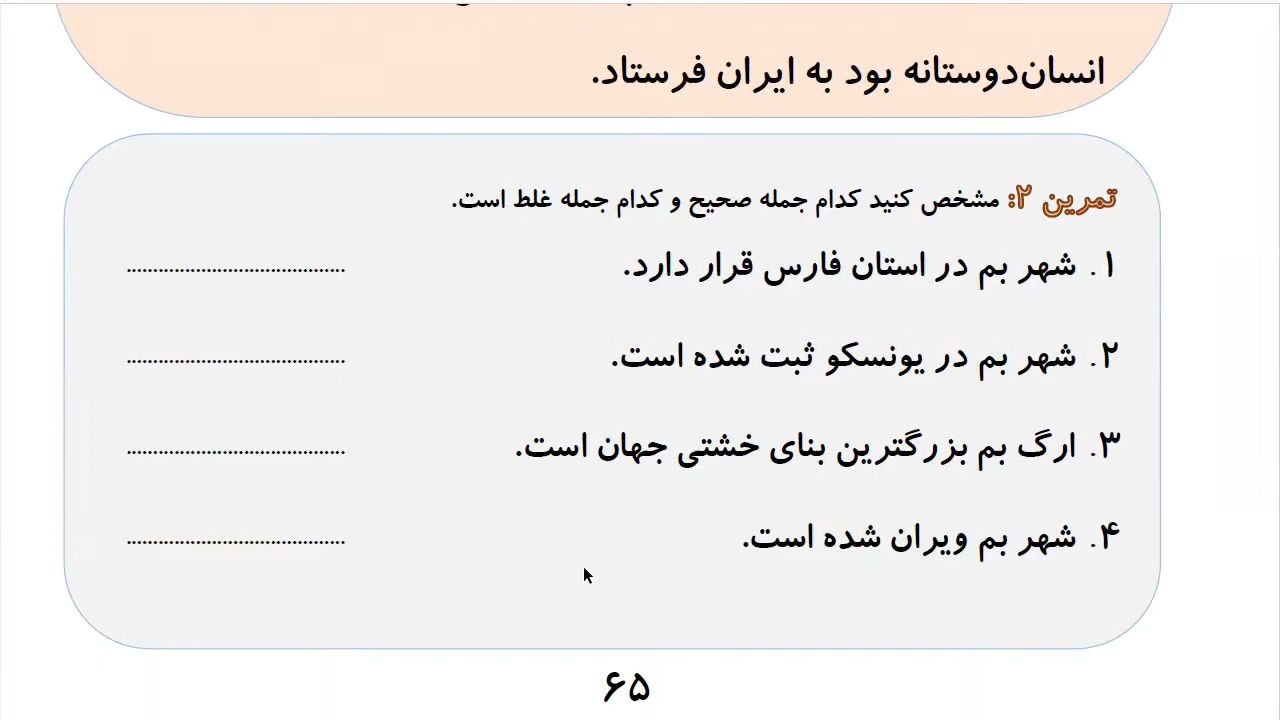 انسان‌دوستانه بود به ایران فرستاد.
تمرین ۲: مشخص کنید کدام جمله صحیح و کدام جمله غلط است.
۱. شهر بم در استان فارس قرار دارد. ..........................................
۲. شهر بم در یونسکو ثبت شده است. ..........................................
۳. ارگ بم بزرگترین بنای خشتی جهان است. ..........................................
۴. شهر بم ویران شده است. ..........................................
۶۵